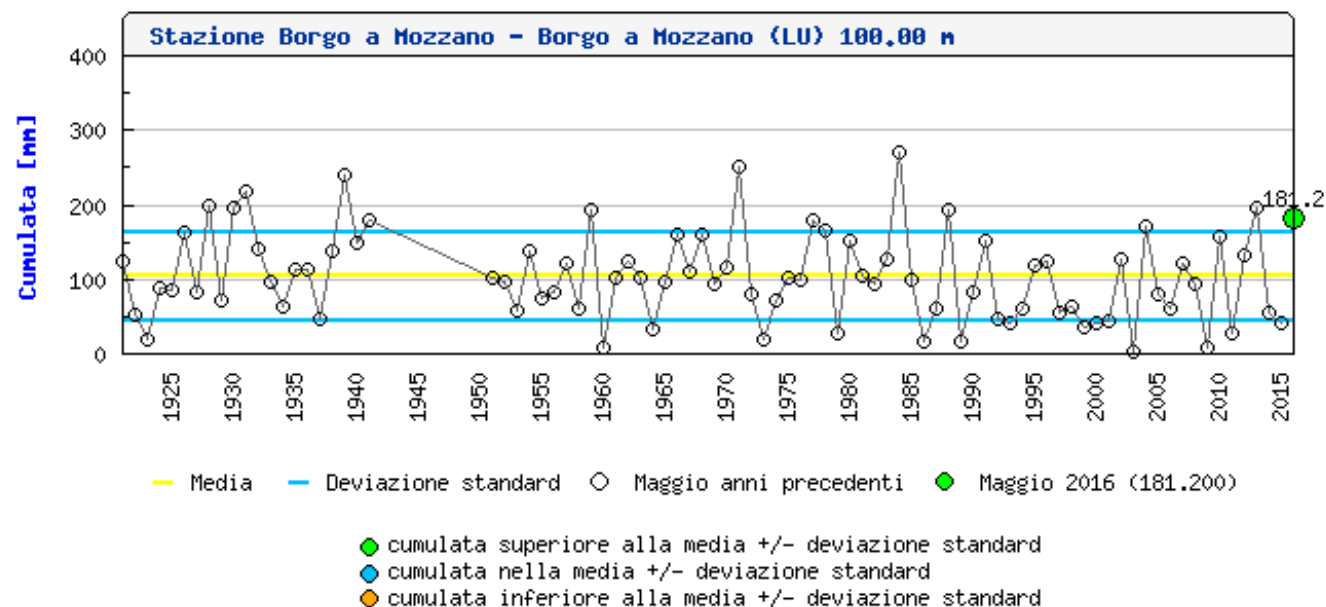 Stazione Borgo a Mozzano - Borgo a Mozzano (LU) 100.00 m
Cumulata [mm]
400
300
200
100
0
181.2
1925 1930 1935 1940 1945 1950 1955 1960 1965 1970 1975 1980 1985 1990 1995 2000 2005 2010 2015
Media Deviazione standard Maggio anni precedenti Maggio 2016 (181.200)
cumulata superiore alla media +/- deviazione standard
cumulata nella media +/- deviazione standard
cumulata inferiore alla media +/- deviazione standard